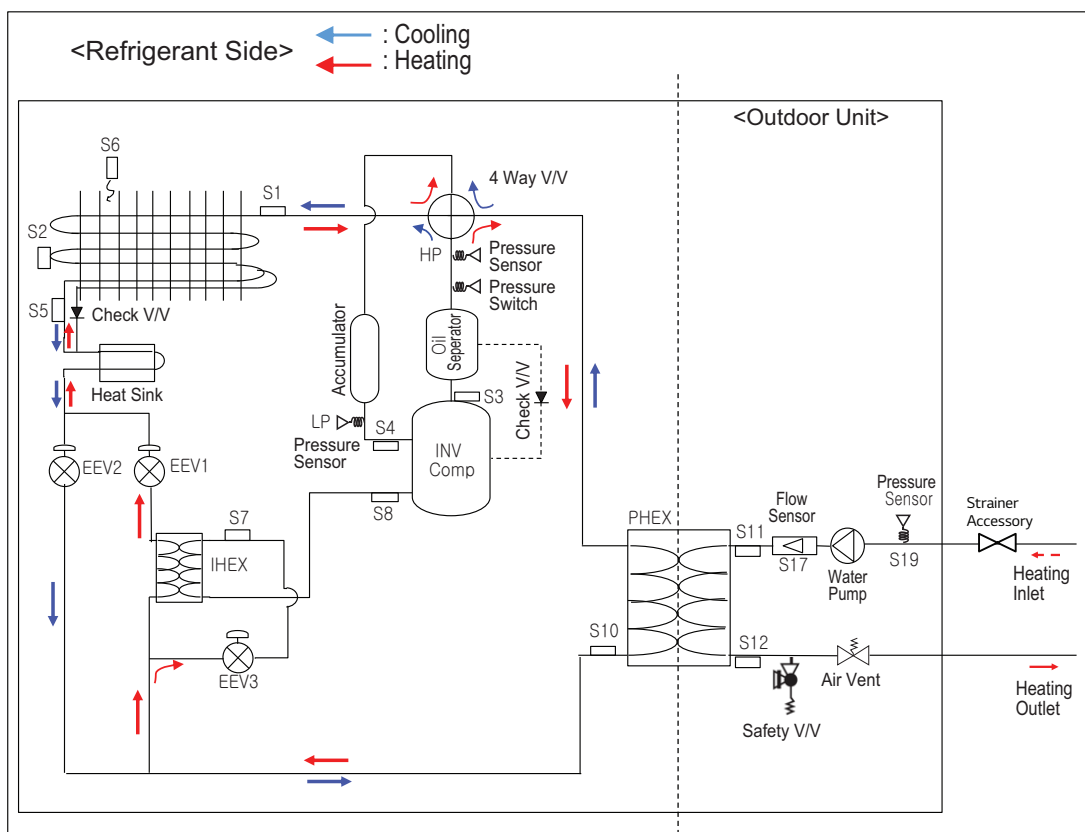 <Refrigerant Side>
: Cooling
: Heating
<Outdoor Unit>
S6
S1
4 Way V/V
S2
HP
Pressure
Sensor
Pressure
Switch
S5
Check V/V
Accumulator
Oil
Seperator
Heat Sink
Check V/V
S3
LP
Pressure
Sensor
S4
INV
Comp
EEV2
EEV1
S8
S7
IHEX
EEV3
PHEX
S11
Flow
Sensor
S17
Water
Pump
Pressure
Sensor
S19
Strainer
Accessory
Heating
Inlet
S10
S12
Air Vent
Safety V/V
Heating
Outlet